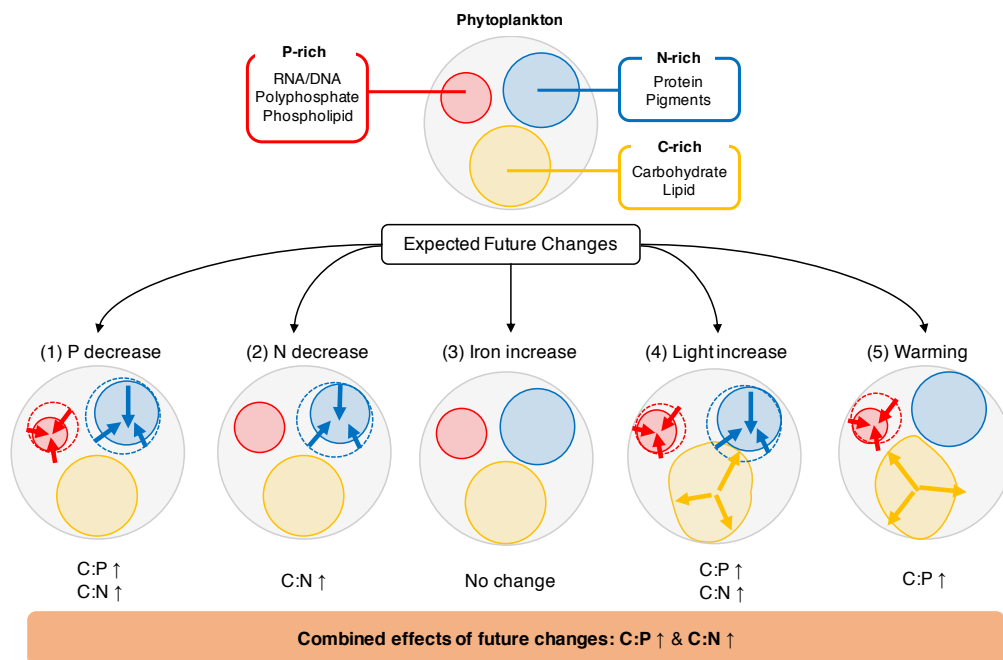 Phytoplankton
P-rich
RNA/DNA
Polyphosphate
Phospholipid
N-rich
Protein
Pigments
C-rich
Carbohydrate
Lipid
Expected Future Changes
(1) P decrease
(2) N decrease
(3) Iron increase
(4) Light increase
(5) Warming
C:P ↑
C:N ↑
C:N ↑
No change
C:P ↑
C:N ↑
C:P ↑
Combined effects of future changes: C:P ↑ & C:N ↑